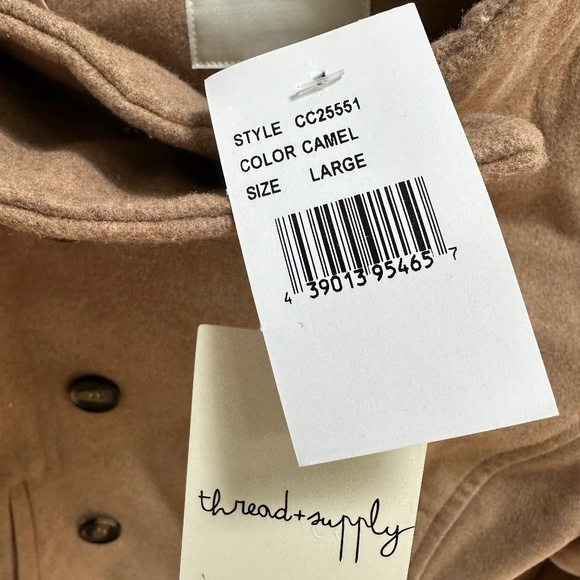 STYLE CC25551
COLOR CAMEL
SIZE LARGE
4 39013 95465 7
thread+supply